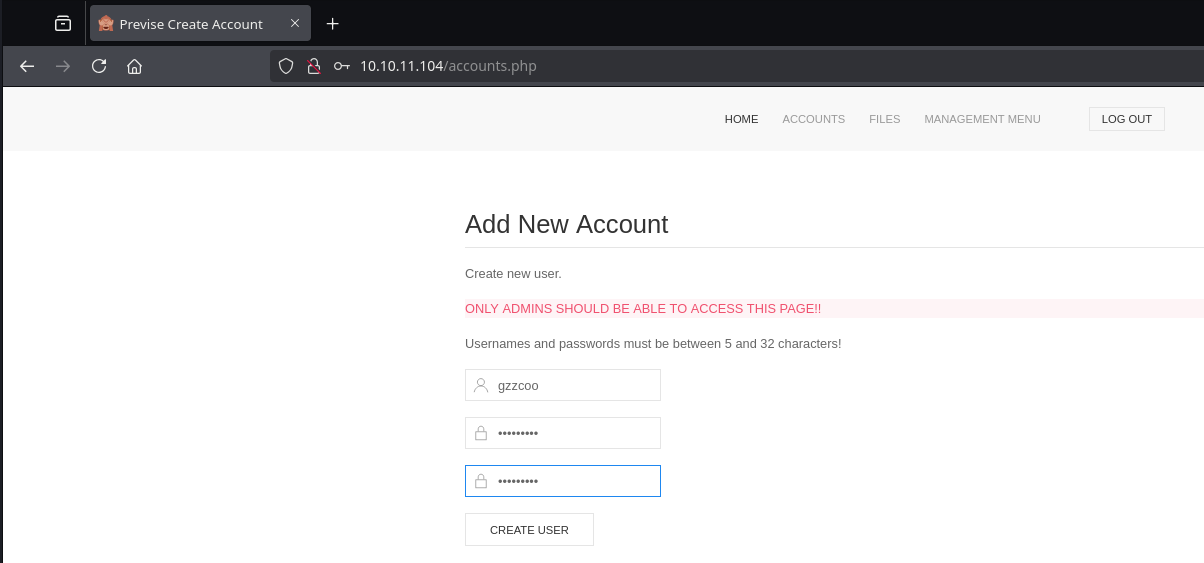 Previse Create Account
10.10.11.104/accounts.php
HOME ACCOUNTS FILES MANAGEMENT MENU LOG OUT
Add New Account
Create new user.
ONLY ADMINS SHOULD BE ABLE TO ACCESS THIS PAGE!!
Usernames and passwords must be between 5 and 32 characters!
gzzcoo
•••••••••
•••••••••
CREATE USER